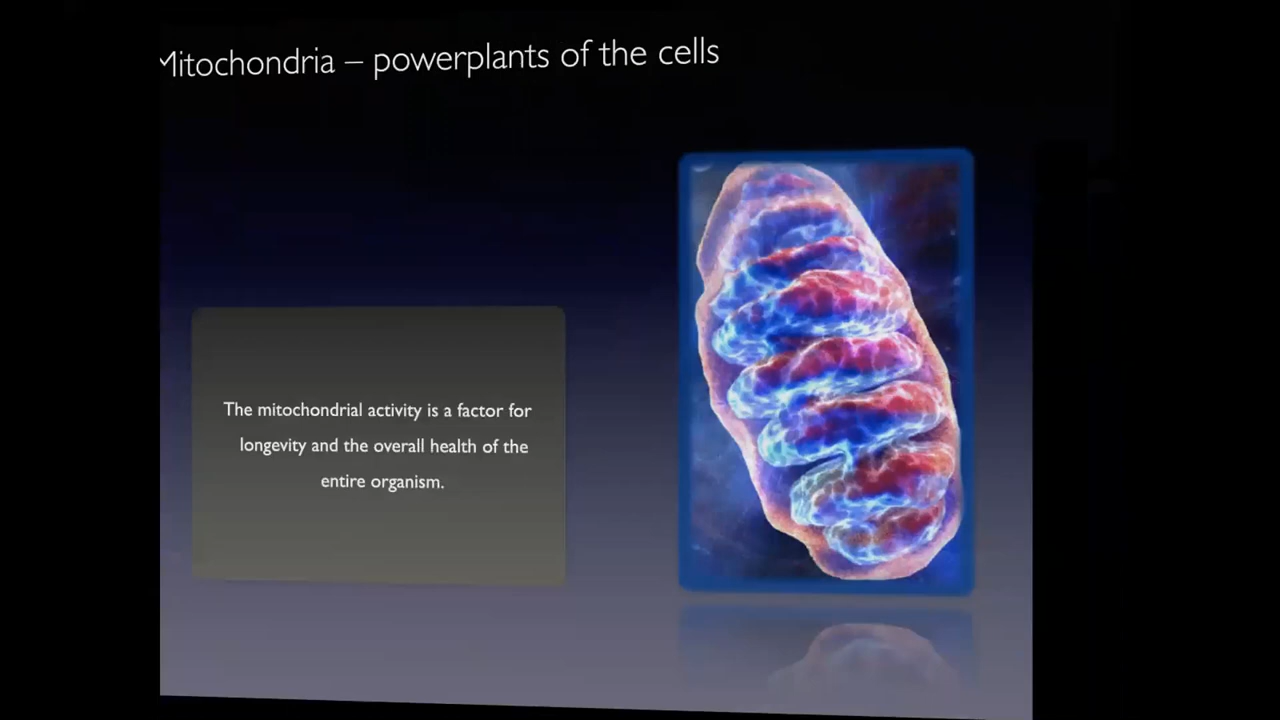 Mitochondria – powerplants of the cells
The mitochondrial activity is a factor for
longevity and the overall health of the
entire organism.